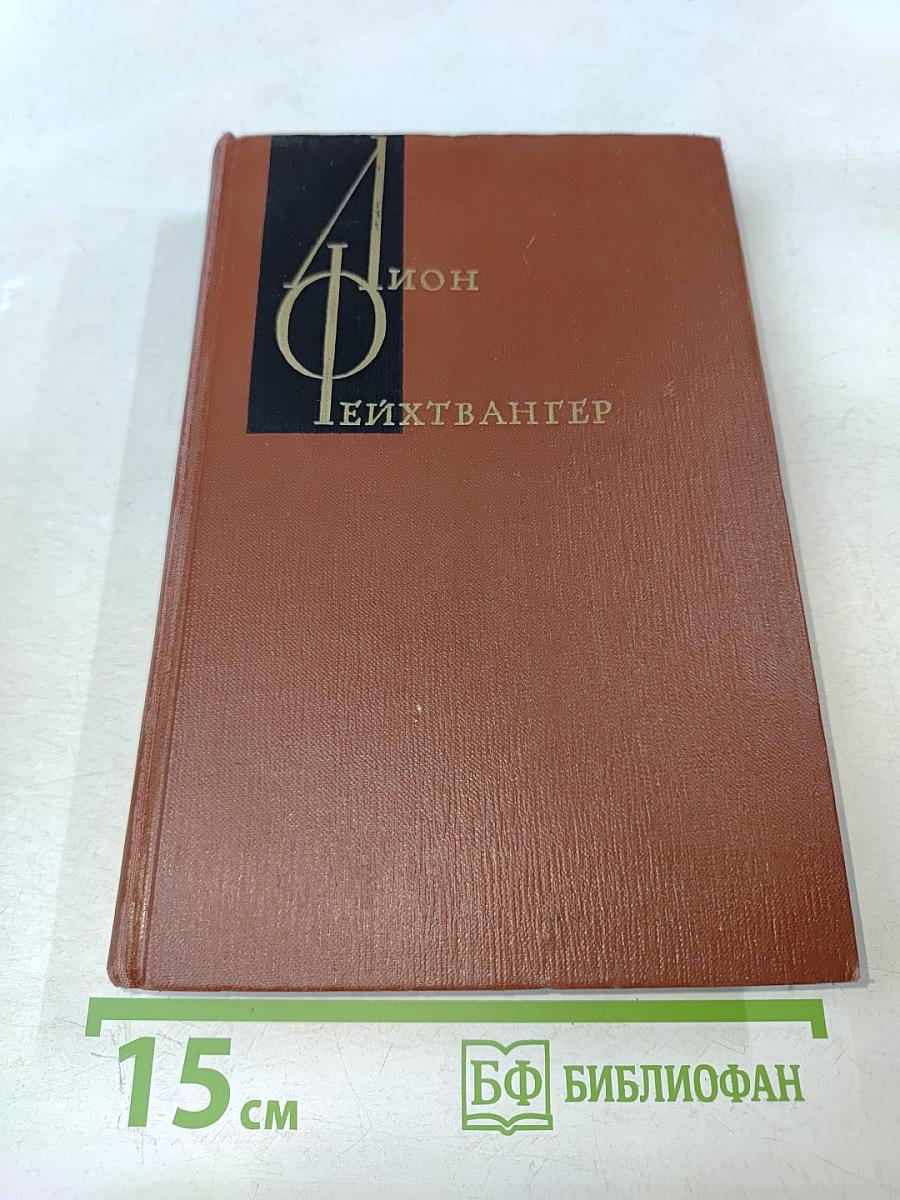 Лион
Фейхтвангер
15 см
БФ БИБЛИОФАН